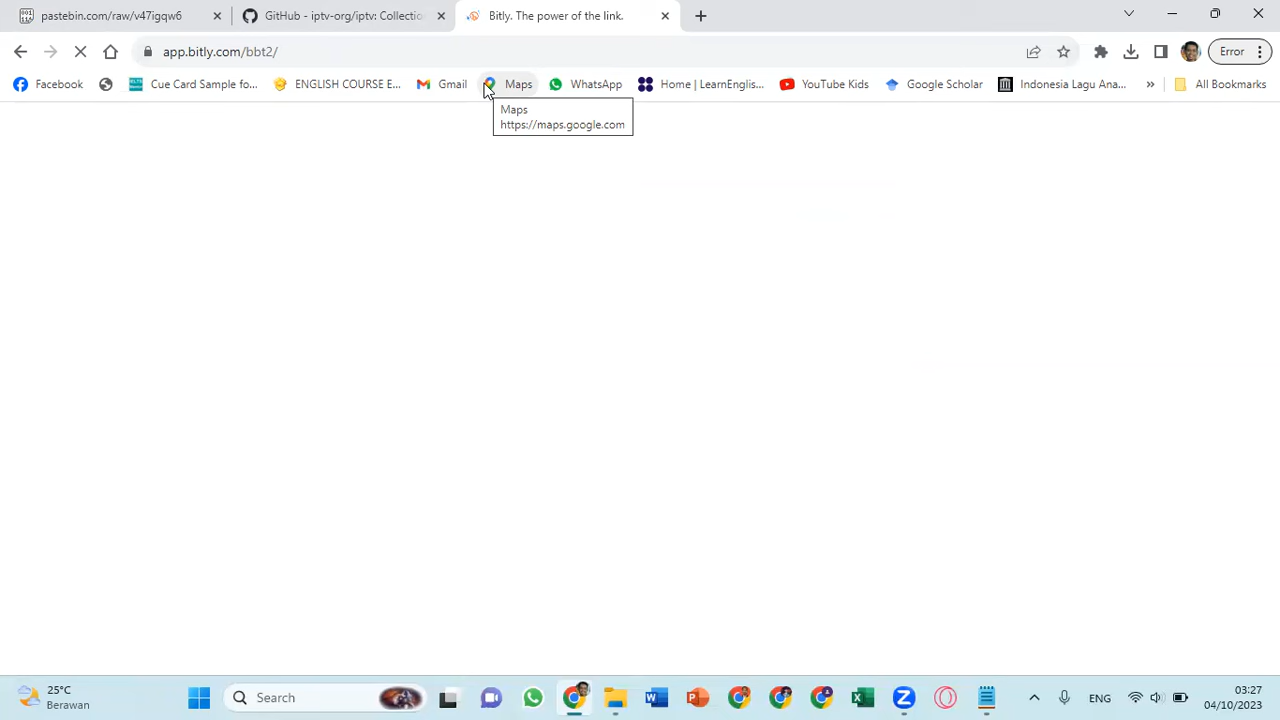 pastebin.com/raw/v47igqw6
GitHub - iptv-org/iptv: Collectio
Bitly. The power of the link.
app.bitly.com/bbt2/
Error
Facebook
Cue Card Sample fo...
ENGLISH COURSE E...
Gmail
Maps
WhatsApp
Home | LearnEnglis...
YouTube Kids
Google Scholar
Indonesia Lagu Ana...
All Bookmarks
Maps
https://maps.google.com
25°C
Berawan
Search
ENG
03:27
04/10/2023